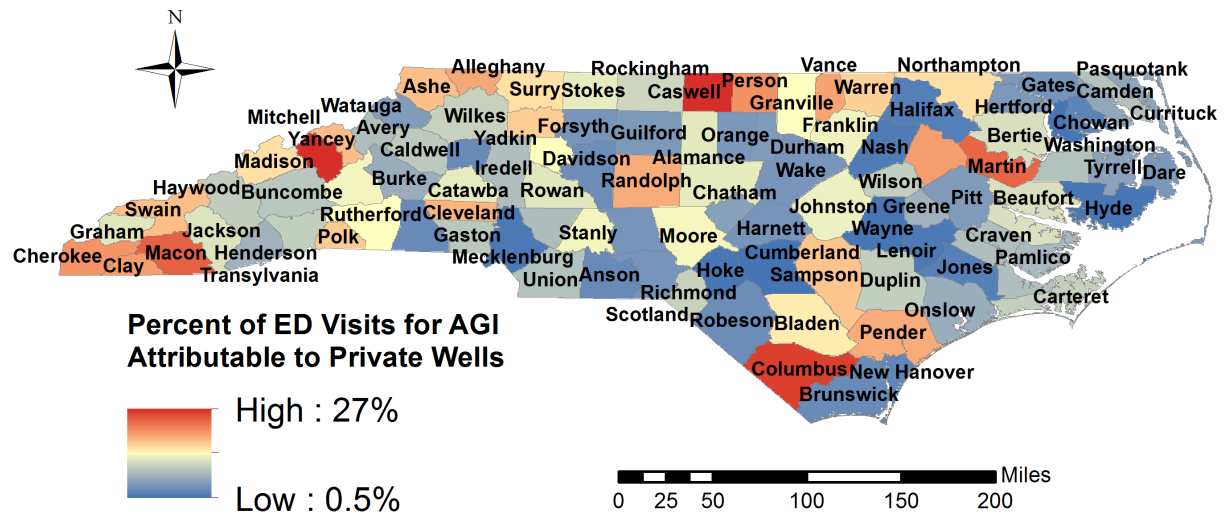 N
Alleghany
Rockingham
Vance
Northampton
Pasquotank
Ashe
Surry
Stokes
Caswell
Person
Warren
Gates
Camden
Granville
Halifax
Hertford
Currituck
Watauga
Mitchell
Wilkes
Chowan
Yancey
Avery
Yadkin
Forsyth
Guilford
Orange
Franklin
Bertie
Caldwell
Durham
Nash
Washington
Madison
Iredell
Davidson
Alamance
Wake
Martin
Tyrrell
Dare
Haywood
Buncombe
Burke
Catawba
Rowan
Randolph
Chatham
Wilson
Pitt
Beaufort
Swain
Rutherford
Cleveland
Johnston
Greene
Hyde
Graham
Jackson
Polk
Gaston
Stanly
Moore
Harnett
Wayne
Craven
Cherokee
Macon
Henderson
Mecklenburg
Cumberland
Lenoir
Pamlico
Clay
Transylvania
Union
Anson
Hoke
Sampson
Duplin
Jones
Richmond
Carteret
Scotland
Robeson
Bladen
Onslow
Pender
Columbus
New Hanover
Brunswick
Percent of ED Visits for AGI
Attributable to Private Wells
High : 27%
Low : 0.5%
Miles
0 25 50 100 150 200